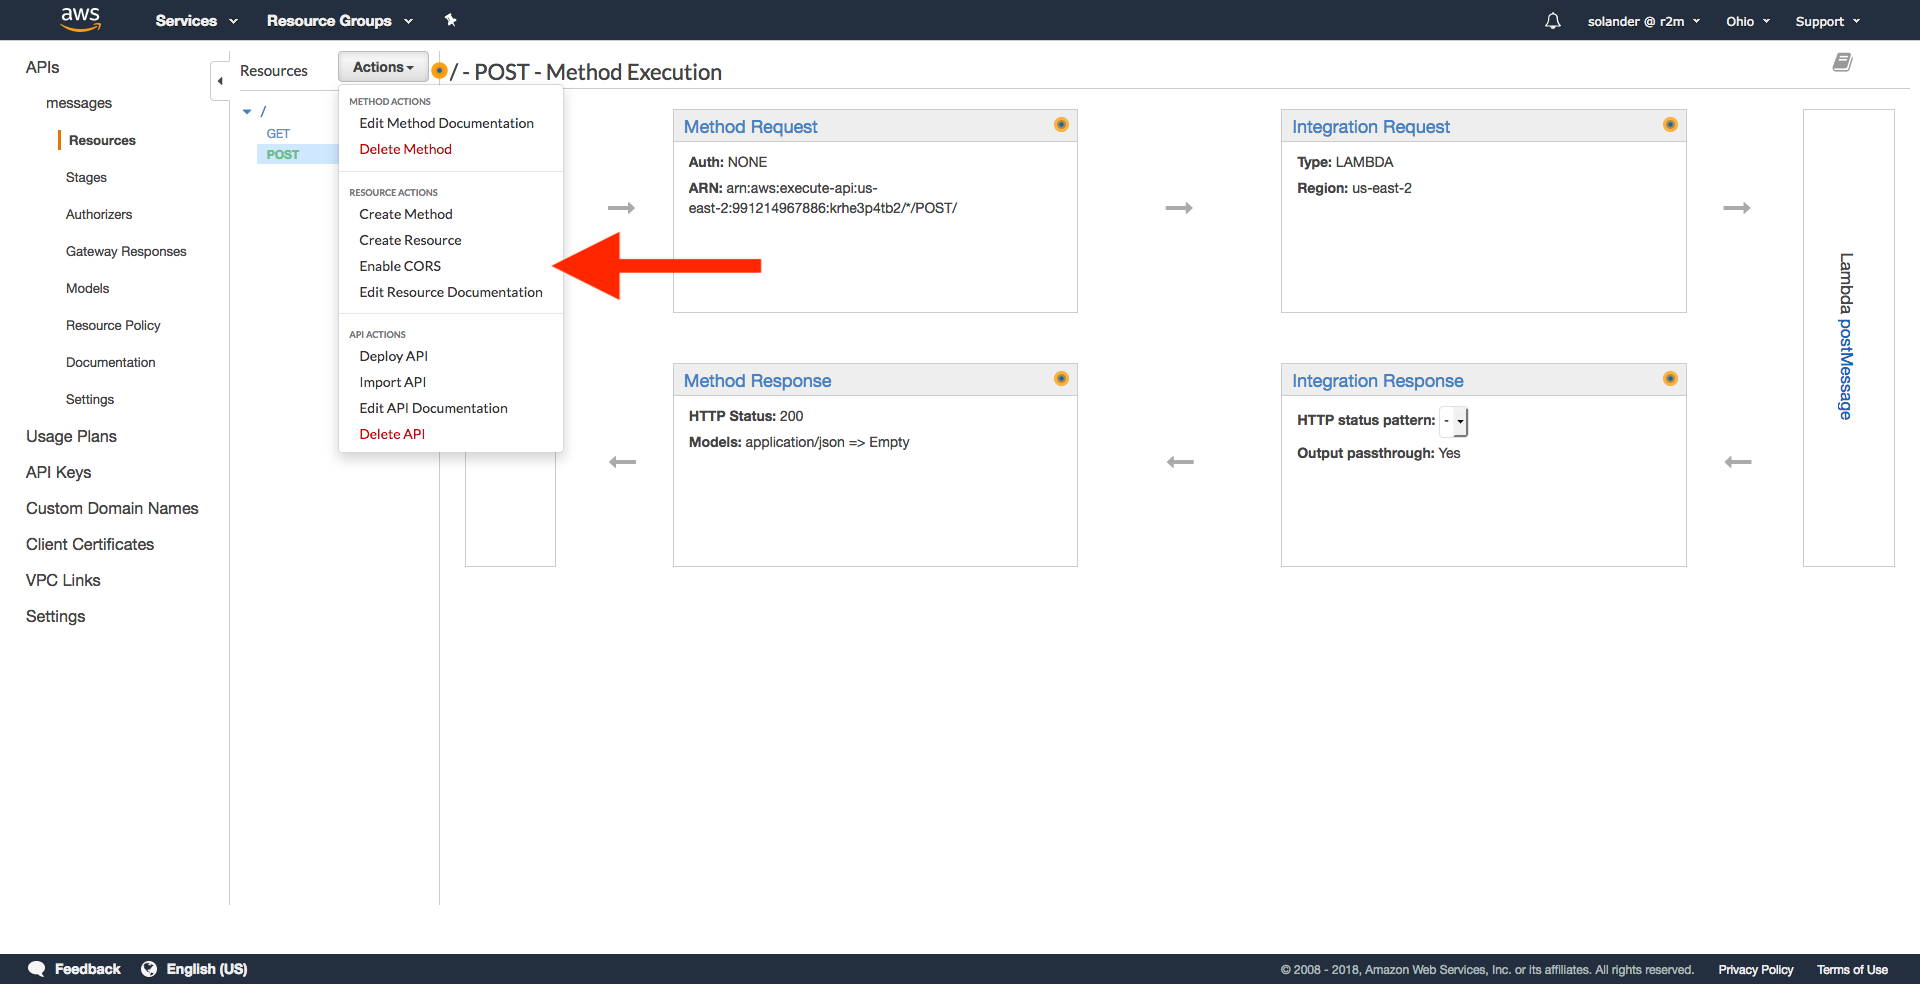 aws Services Resource Groups solander @ r2m Ohio Support
APIs
messages
Resources
Stages
Authorizers
Gateway Responses
Models
Resource Policy
Documentation
Settings
Usage Plans
API Keys
Custom Domain Names
Client Certificates
VPC Links
Settings
Resources
Actions
/
GET
POST
METHOD ACTIONS
Edit Method Documentation
Delete Method
RESOURCE ACTIONS
Create Method
Create Resource
Enable CORS
Edit Resource Documentation
API ACTIONS
Deploy API
Import API
Edit API Documentation
Delete API
/ - POST - Method Execution
Method Request
Auth: NONE
ARN: arn:aws:execute-api:us-
east-2:991214967886:krhe3p4tb2/*/POST/
Integration Request
Type: LAMBDA
Region: us-east-2
Lambda postMessage
Method Response
HTTP Status: 200
Models: application/json => Empty
Integration Response
HTTP status pattern: -
Output passthrough: Yes
Feedback English (US) © 2008 - 2018, Amazon Web Services, Inc. or its affiliates. All rights reserved. Privacy Policy Terms of Use